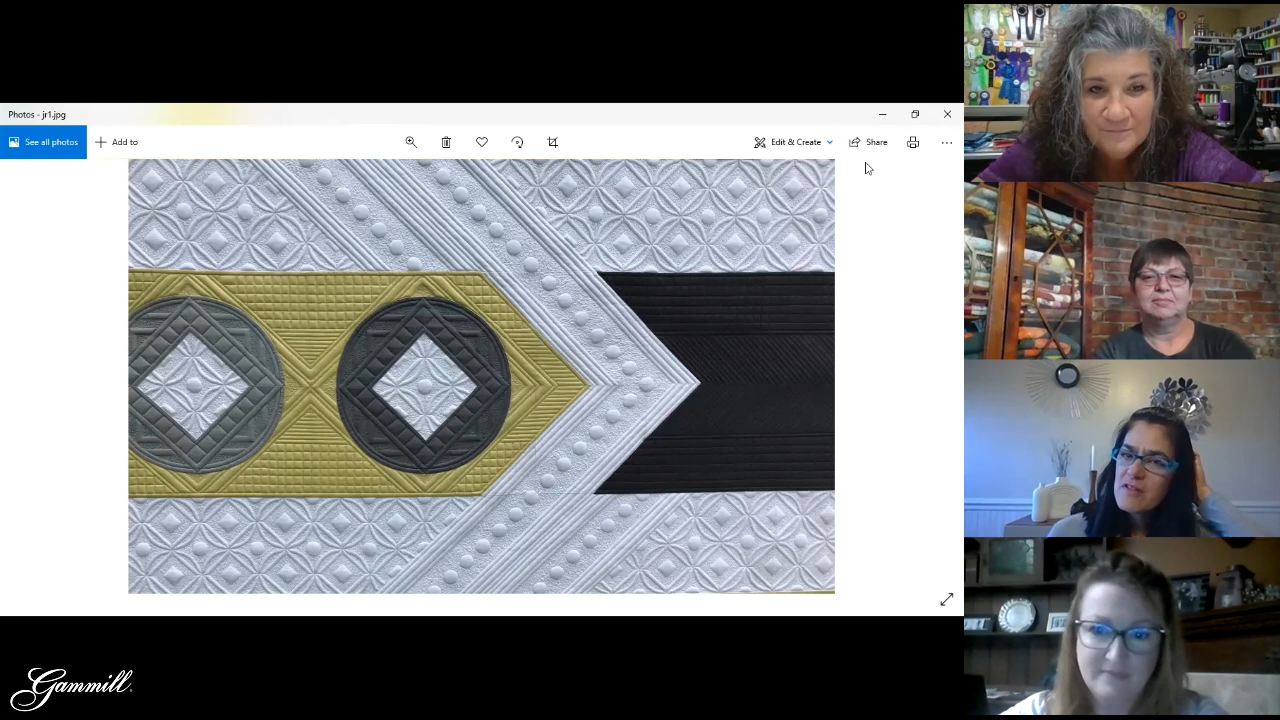 Photos - jr1.jpg
See all photos
Add to
Edit & Create
Share
Gammill